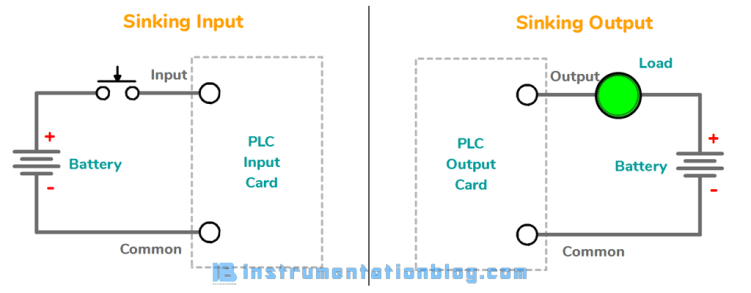 Sinking Input
Input
+
Battery
-
PLC
Input
Card
Common
Sinking Output
Output
Load
PLC
Output
Card
+
Battery
-
Common
IB Instrumentationblog.com